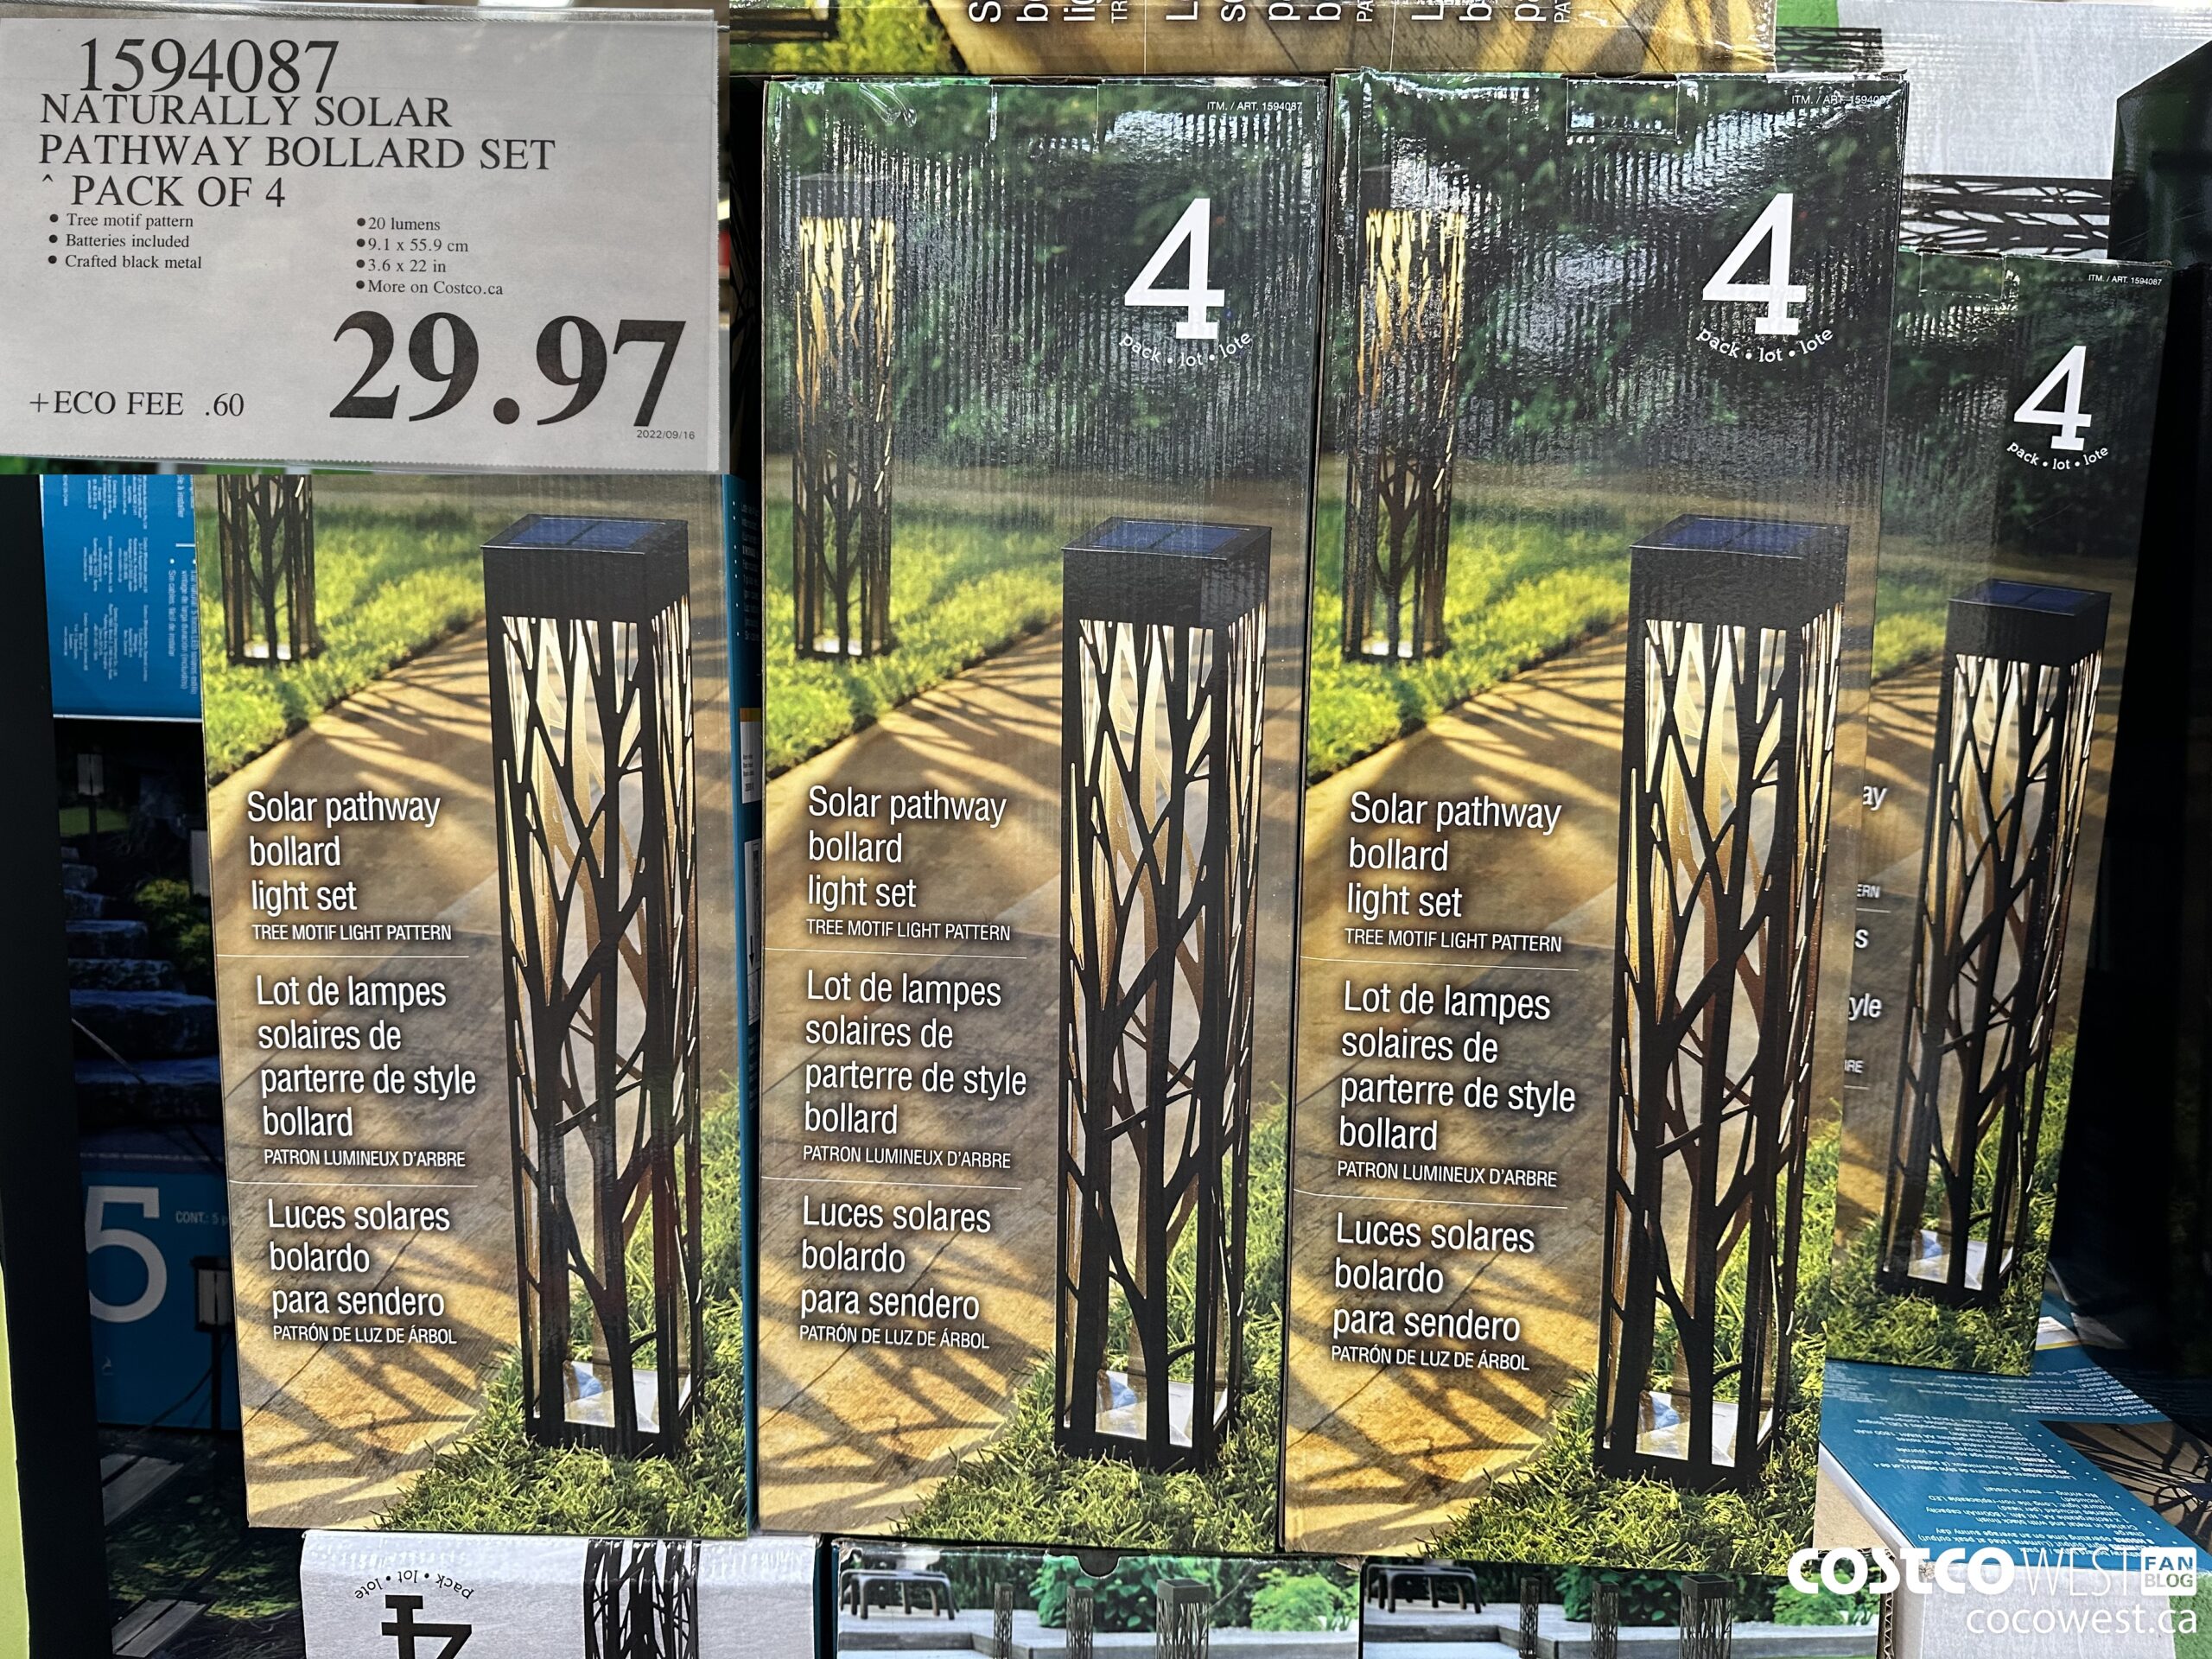 1594087
NATURALLY SOLAR
PATHWAY BOLLARD SET
^ PACK OF 4
• Tree motif pattern
• Batteries included
• Crafted black metal
• 20 lumens
• 9.1 x 55.9 cm
• 3.6 x 22 in
• More on Costco.ca
29.97
+ECO FEE .60
2022/09/16
Solar pathway
bollard
light set
TREE MOTIF LIGHT PATTERN
Lot de lampes
solaires de
parterre de style
bollard
PATRON LUMINEUX D'ARBRE
Luces solares
bolardo
para sendero
PATRÓN DE LUZ DE ÁRBOL
ITM. / ART. 1594087
4
pack • lot • lote
Solar pathway
bollard
light set
TREE MOTIF LIGHT PATTERN
Lot de lampes
solaires de
parterre de style
bollard
PATRON LUMINEUX D'ARBRE
Luces solares
bolardo
para sendero
PATRÓN DE LUZ DE ÁRBOL
ITM. / ART. 1594087
4
pack • lot • lote
Solar pathway
bollard
light set
TREE MOTIF LIGHT PATTERN
Lot de lampes
solaires de
parterre de style
bollard
PATRON LUMINEUX D'ARBRE
Luces solares
bolardo
para sendero
PATRÓN DE LUZ DE ÁRBOL
ITM. / ART. 1594087
4
pack • lot • lote
5
CONT.: 5
4
pack • lot • lote
COSTCO WEST FAN BLOG
cocowest.ca